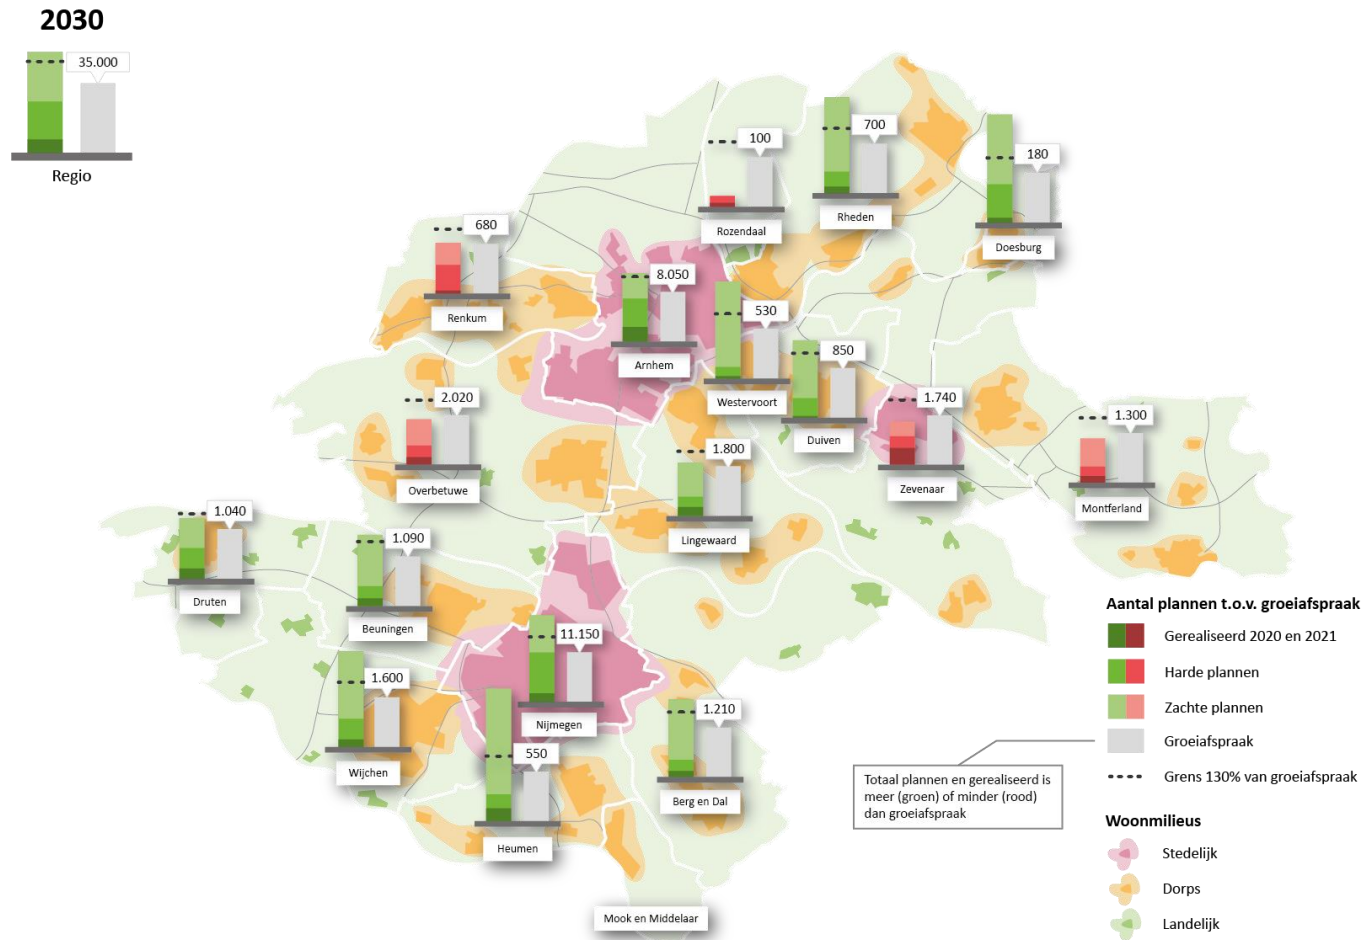 2030
35.000
Regio
100
Rozendaal
700
Rheden
180
Doesburg
680
Renkum
8.050
Arnhem
530
Westervoort
850
Duiven
1.740
Zevenaar
1.300
Montferland
2.020
Overbetuwe
1.800
Lingewaard
1.040
Druten
1.090
Beuningen
11.150
Nijmegen
1.600
Wijchen
550
Heumen
1.210
Berg en Dal
Mook en Middelaar
Totaal plannen en gerealiseerd is
meer (groen) of minder (rood)
dan groeiafspraak
Aantal plannen t.o.v. groeiafspraak
Gerealiseerd 2020 en 2021
Harde plannen
Zachte plannen
Groeiafspraak
Grens 130% van groeiafspraak
Woonmilieus
Stedelijk
Dorps
Landelijk